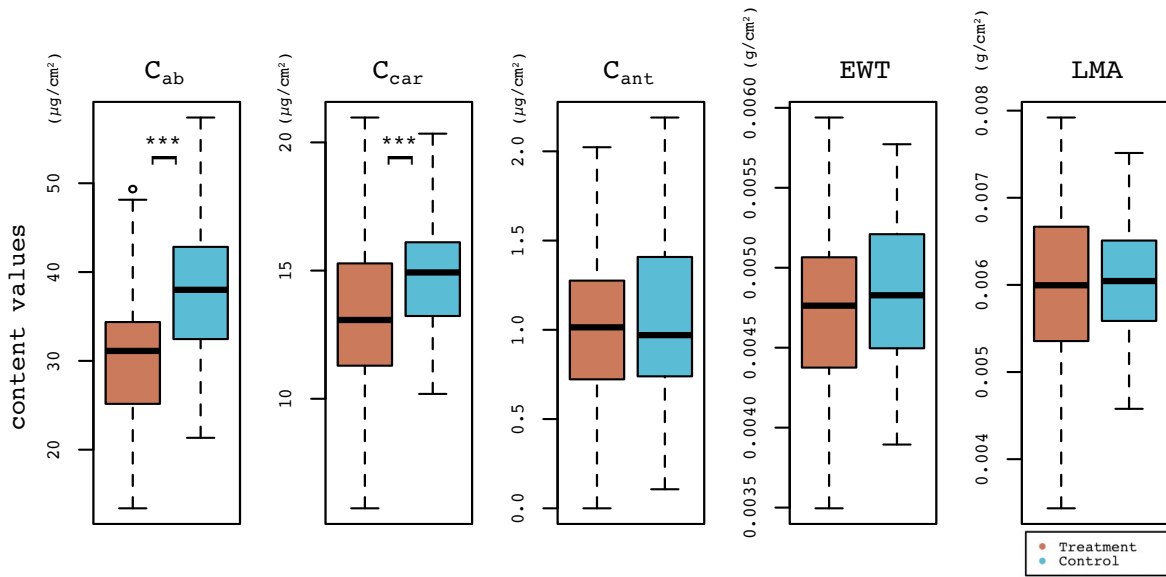 C_ab
C_car
C_ant
EWT
LMA
content values
(μg/cm²)
50
40
30
20
***
(μg/cm²)
20
15
10
***
(μg/cm²)
2.0
1.5
1.0
0.5
0.0
(g/cm²)
0.0060
0.0055
0.0050
0.0045
0.0040
0.0035
(g/cm²)
0.008
0.007
0.006
0.005
0.004
Treatment
Control